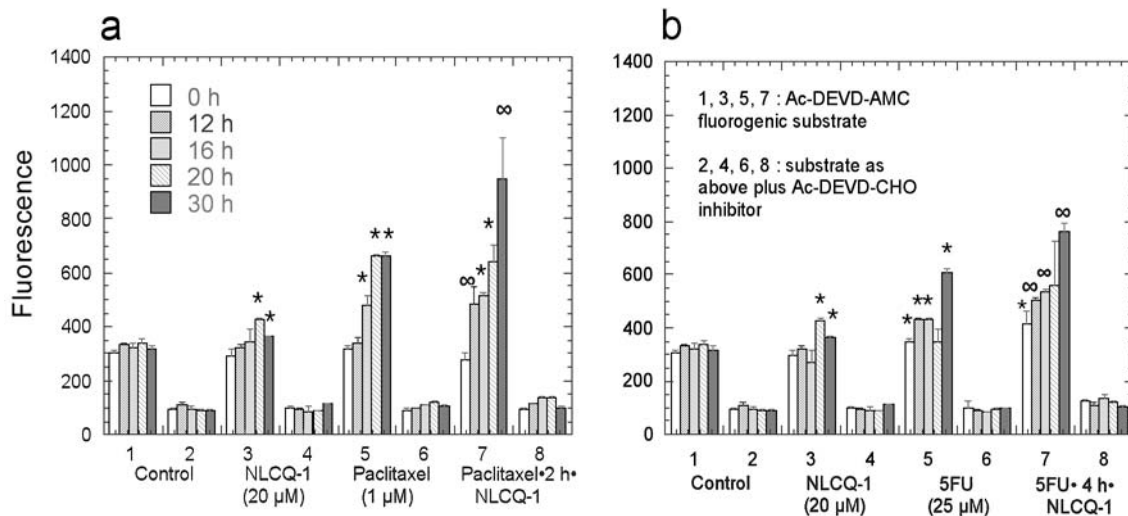 a
1400
1200
1000
800
600
400
200
0
Fluorescence
0 h
12 h
16 h
20 h
30 h
* *
* * *
∞ * * ∞
1 2 3 4 5 6 7 8
Control NLCQ-1 Paclitaxel Paclitaxel•2 h•
(20 µM) (1 µM) NLCQ-1
b
1400
1200
1000
800
600
400
200
0
1, 3, 5, 7 : Ac-DEVD-AMC
fluorogenic substrate
2, 4, 6, 8 : substrate as
above plus Ac-DEVD-CHO
inhibitor
* *
* ** *
* ∞ ∞ ∞
1 2 3 4 5 6 7 8
Control NLCQ-1 5FU 5FU• 4 h•
(20 µM) (25 µM) NLCQ-1